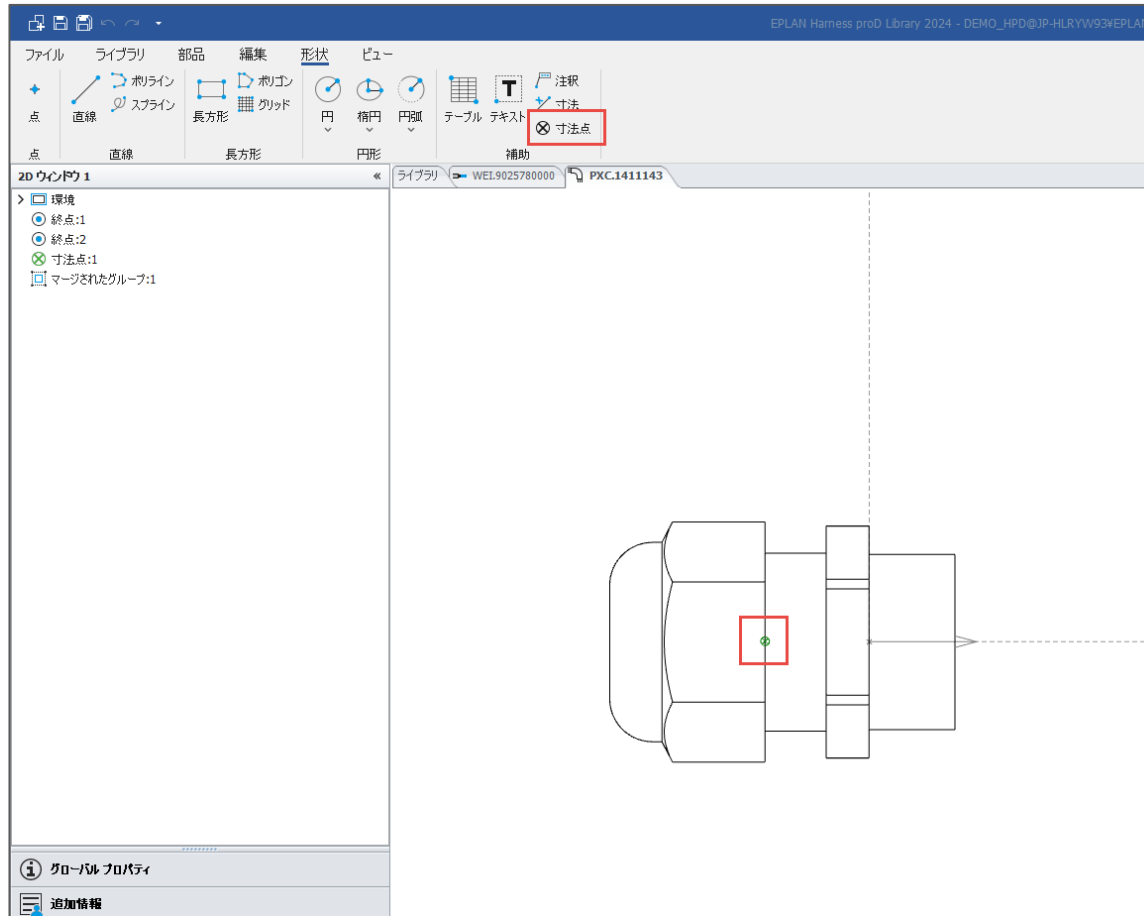 EPLAN Harness proD Library 2024 - DEMO_HPD@JP-HLRYW93¥EPLAN
ファイル ライブラリ 部品 編集 形状 ビュー
点
直線
ポリライン
スプライン
長方形
ポリゴン
グリッド
円
楕円
円弧
テーブル
テキスト
注釈
寸法
寸法点
点 直線 長方形 円形 補助
2D ウィンドウ 1 «
ライブラリ WEI.9025780000 PXC.1411143
環境
終点:1
終点:2
寸法点:1
マージされたグループ:1
グローバル プロパティ
追加情報